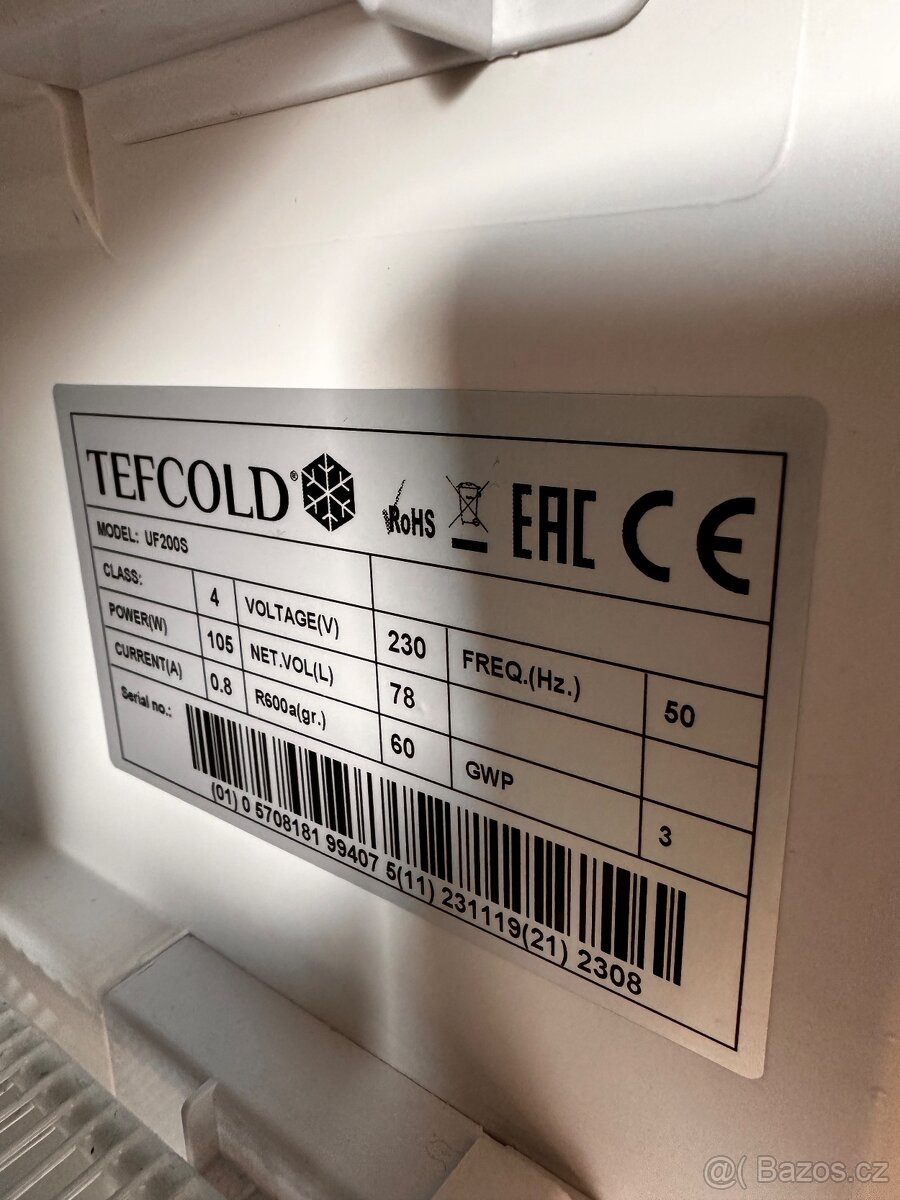 TEFCOLD®
RoHS
EAC CE
MODEL: UF200S
CLASS: 4 VOLTAGE(V) 230 FREQ.(Hz.) 50
POWER(W) 105 NET.VOL(L) 78
CURRENT(A) 0.8 R600a(gr.) 60 GWP 3
Serial no.:
(01) 0 5708181 99407 5(11) 231119(21) 2308
@( Bazos.cz